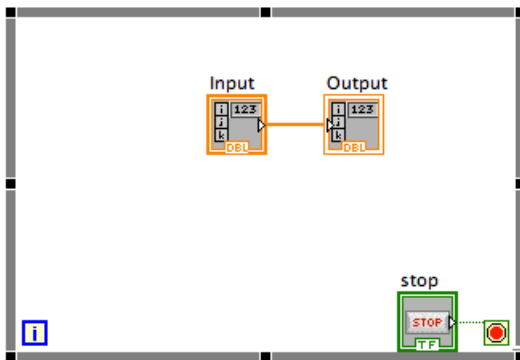 Input Output
i 123 i 123
j j
k k
DBL DBL
stop
STOP
TF
i